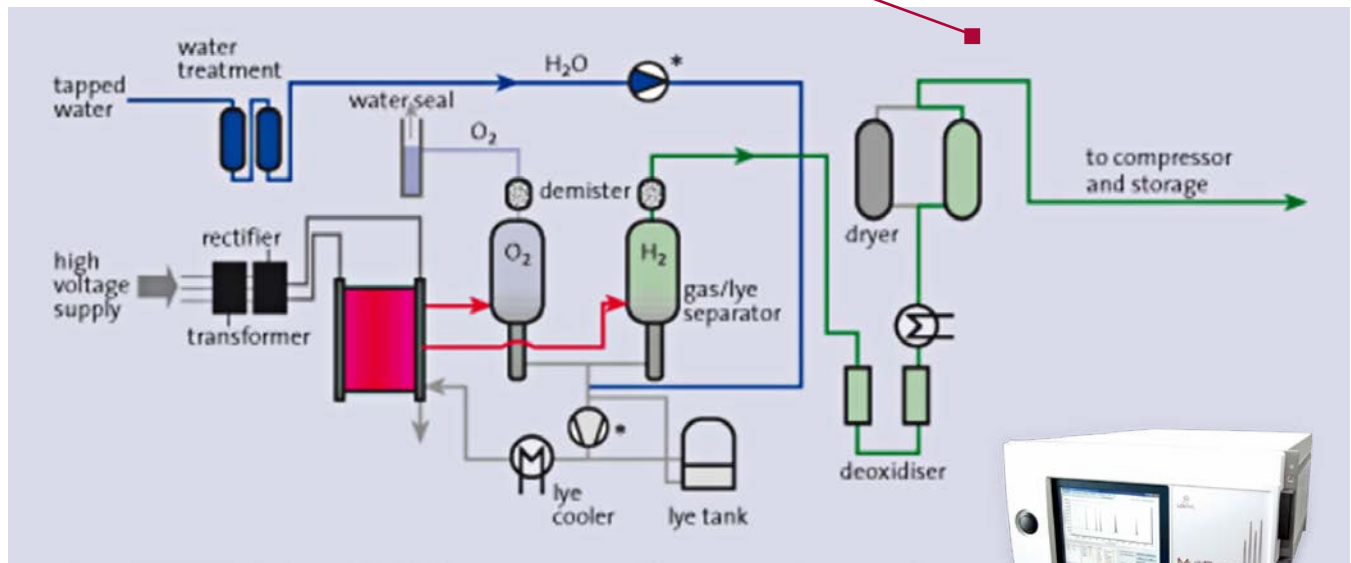 water
treatment
tapped
water
H₂O
*
water seal
O₂
demister
to compressor
and storage
dryer
rectifier
O₂
H₂
high
voltage
supply
gas/lye
separator
transformer
*
deoxidiser
lye
cooler
lye tank